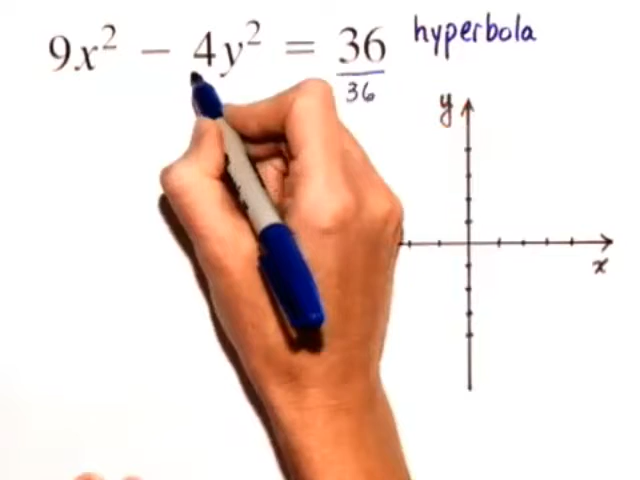 9x² − 4y² = 36 hyperbola
36
y
x